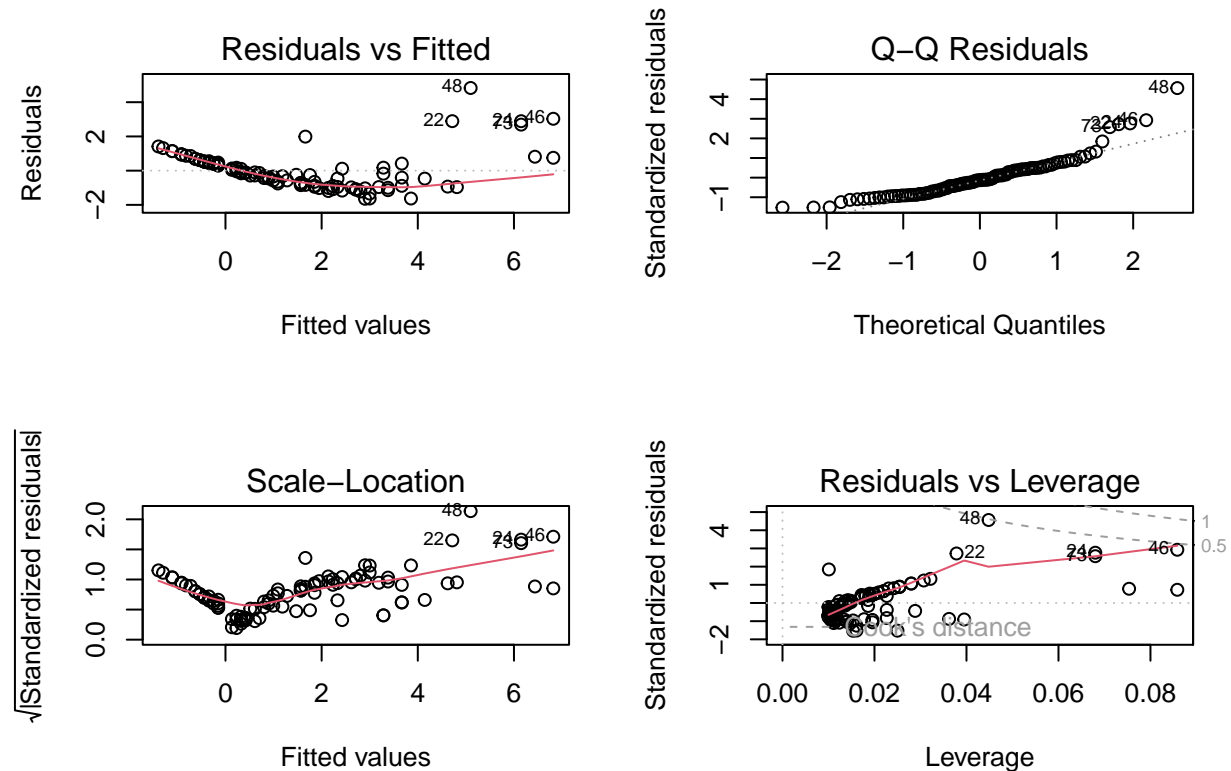 Residuals vs Fitted
Residuals
−2 2
0 2 4 6
Fitted values
48
22
24
73
46
Q−Q Residuals
Standardized residuals
−1 2 4
−2 −1 0 1 2
Theoretical Quantiles
48
73
22
24
46
Scale−Location
√|Standardized residuals|
0.0 1.0 2.0
0 2 4 6
Fitted values
48
22
24
73
46
Residuals vs Leverage
Standardized residuals
−2 1 4
0.00 0.02 0.04 0.06 0.08
Leverage
48
22
24
73
46
1
0.5
Cook's distance